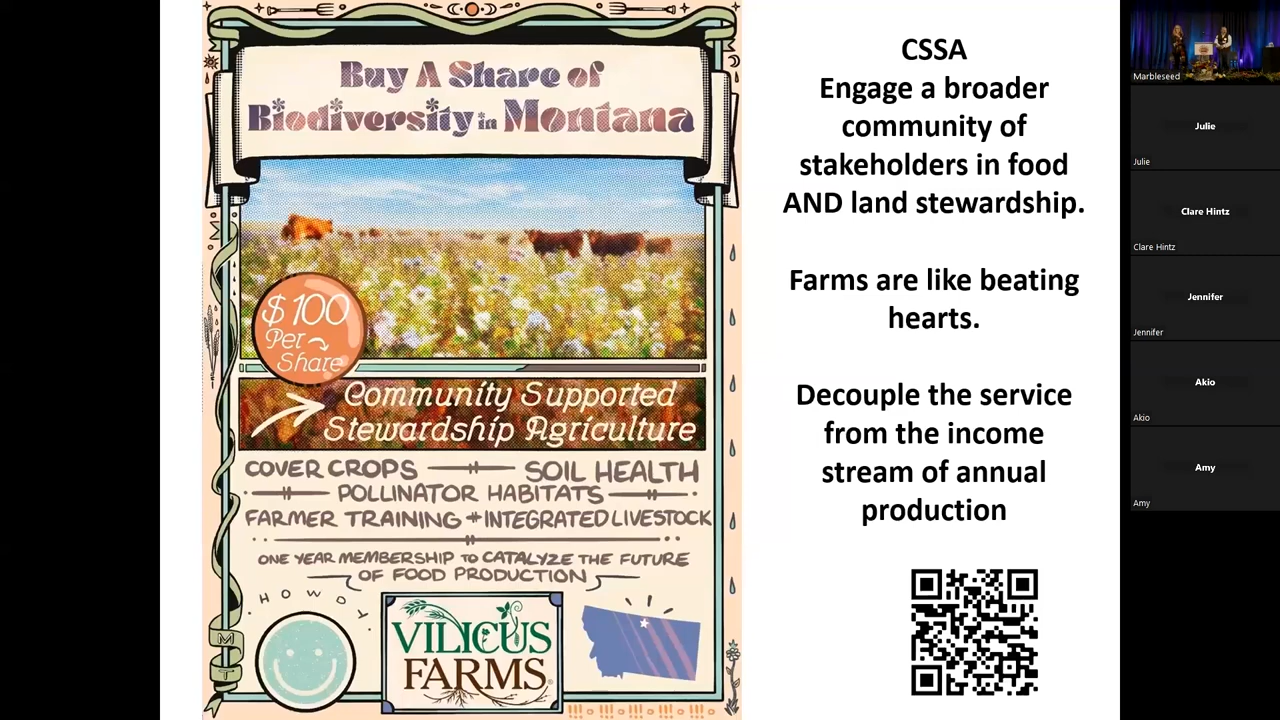 Buy A Share of
Biodiversity in Montana
$100
Per
Share
Community Supported
Stewardship Agriculture
COVER CROPS
SOIL HEALTH
POLLINATOR HABITATS
FARMER TRAINING + INTEGRATED LIVESTOCK
ONE YEAR MEMBERSHIP TO CATALYZE THE FUTURE
OF FOOD PRODUCTION
HOWDY
VILICUS
FARMS
M
T
CSSA
Engage a broader
community of
stakeholders in food
AND land stewardship.
Farms are like beating
hearts.
Decouple the service
from the income
stream of annual
production
Marbleseed
Julie
Julie
Clare Hintz
Clare Hintz
Jennifer
Jennifer
Akio
Akio
Amy
Amy